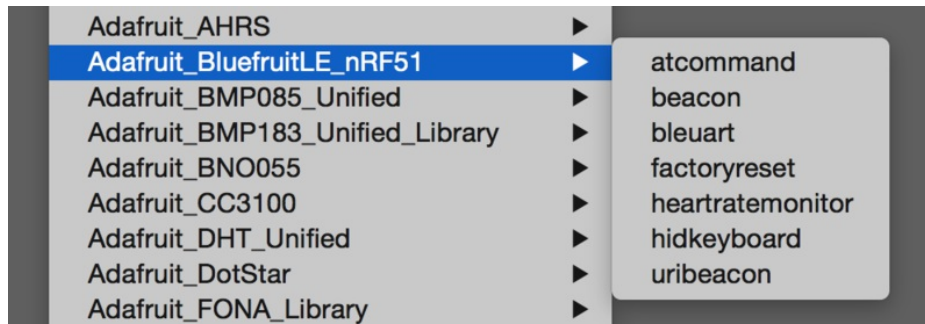 Adafruit_AHRS
Adafruit_BluefruitLE_nRF51
Adafruit_BMP085_Unified
Adafruit_BMP183_Unified_Library
Adafruit_BNO055
Adafruit_CC3100
Adafruit_DHT_Unified
Adafruit_DotStar
Adafruit_FONA_Library
atcommand
beacon
bleuart
factoryreset
heartratemonitor
hidkeyboard
uribeacon